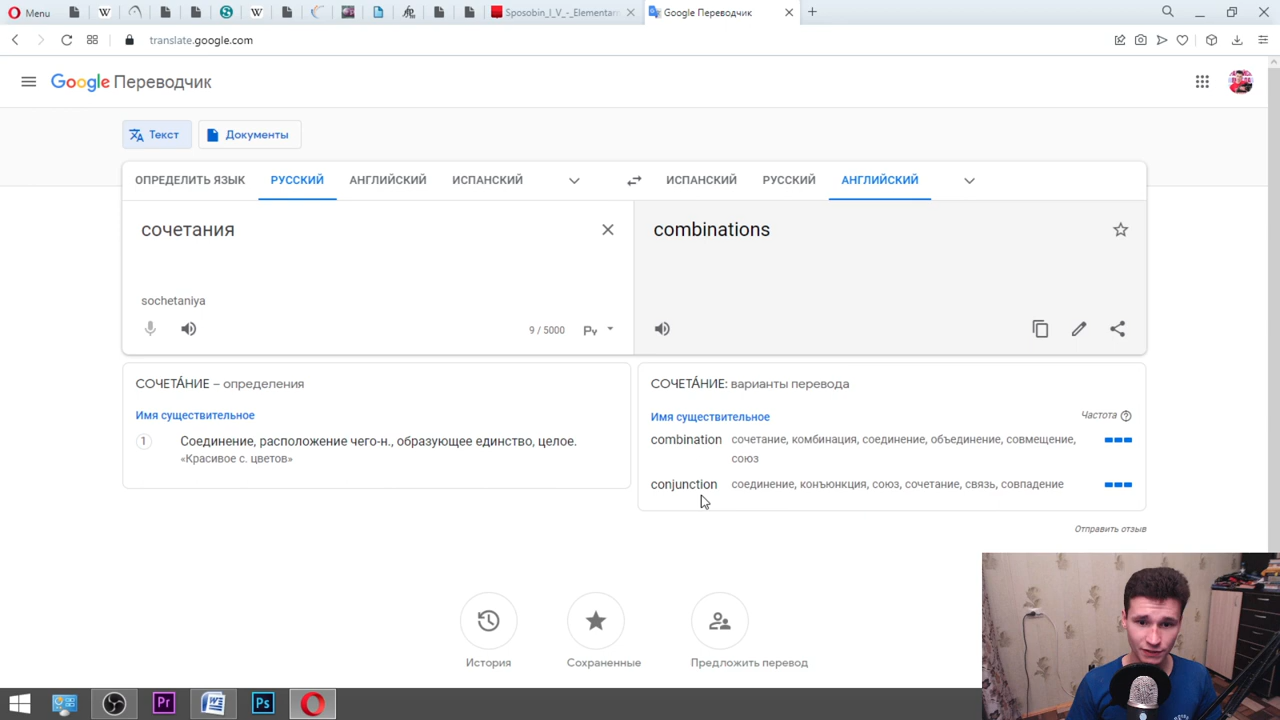 Menu
Sposobin_I_V_-_Elementarn
Google Переводчик
translate.google.com
Google Переводчик
Текст
Документы
ОПРЕДЕЛИТЬ ЯЗЫК РУССКИЙ АНГЛИЙСКИЙ ИСПАНСКИЙ
ИСПАНСКИЙ РУССКИЙ АНГЛИЙСКИЙ
сочетания
combinations
sochetaniya
9 / 5000
Ру
СОЧЕТА́НИЕ – определения
Имя существительное
1 Соединение, расположение чего-н., образующее единство, целое.
«Красивое с. цветов»
СОЧЕТА́НИЕ: варианты перевода
Имя существительное Частота
combination сочетание, комбинация, соединение, объединение, совмещение,
союз
conjunction соединение, конъюнкция, союз, сочетание, связь, совпадение
Отправить отзыв
История
Сохраненные
Предложить перевод
Pr
W
Ps